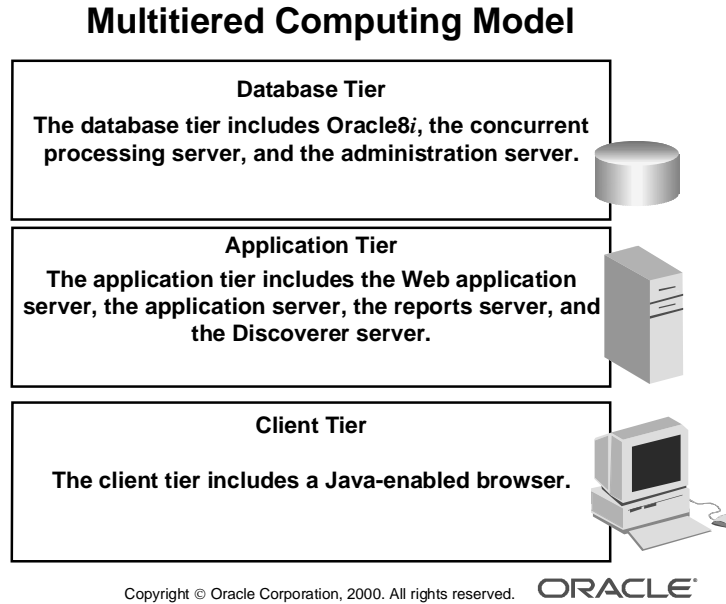 Multitiered Computing Model
Database Tier
The database tier includes Oracle8i, the concurrent
processing server, and the administration server.
Application Tier
The application tier includes the Web application
server, the application server, the reports server, and
the Discoverer server.
Client Tier
The client tier includes a Java-enabled browser.
Copyright © Oracle Corporation, 2000. All rights reserved. ORACLE®